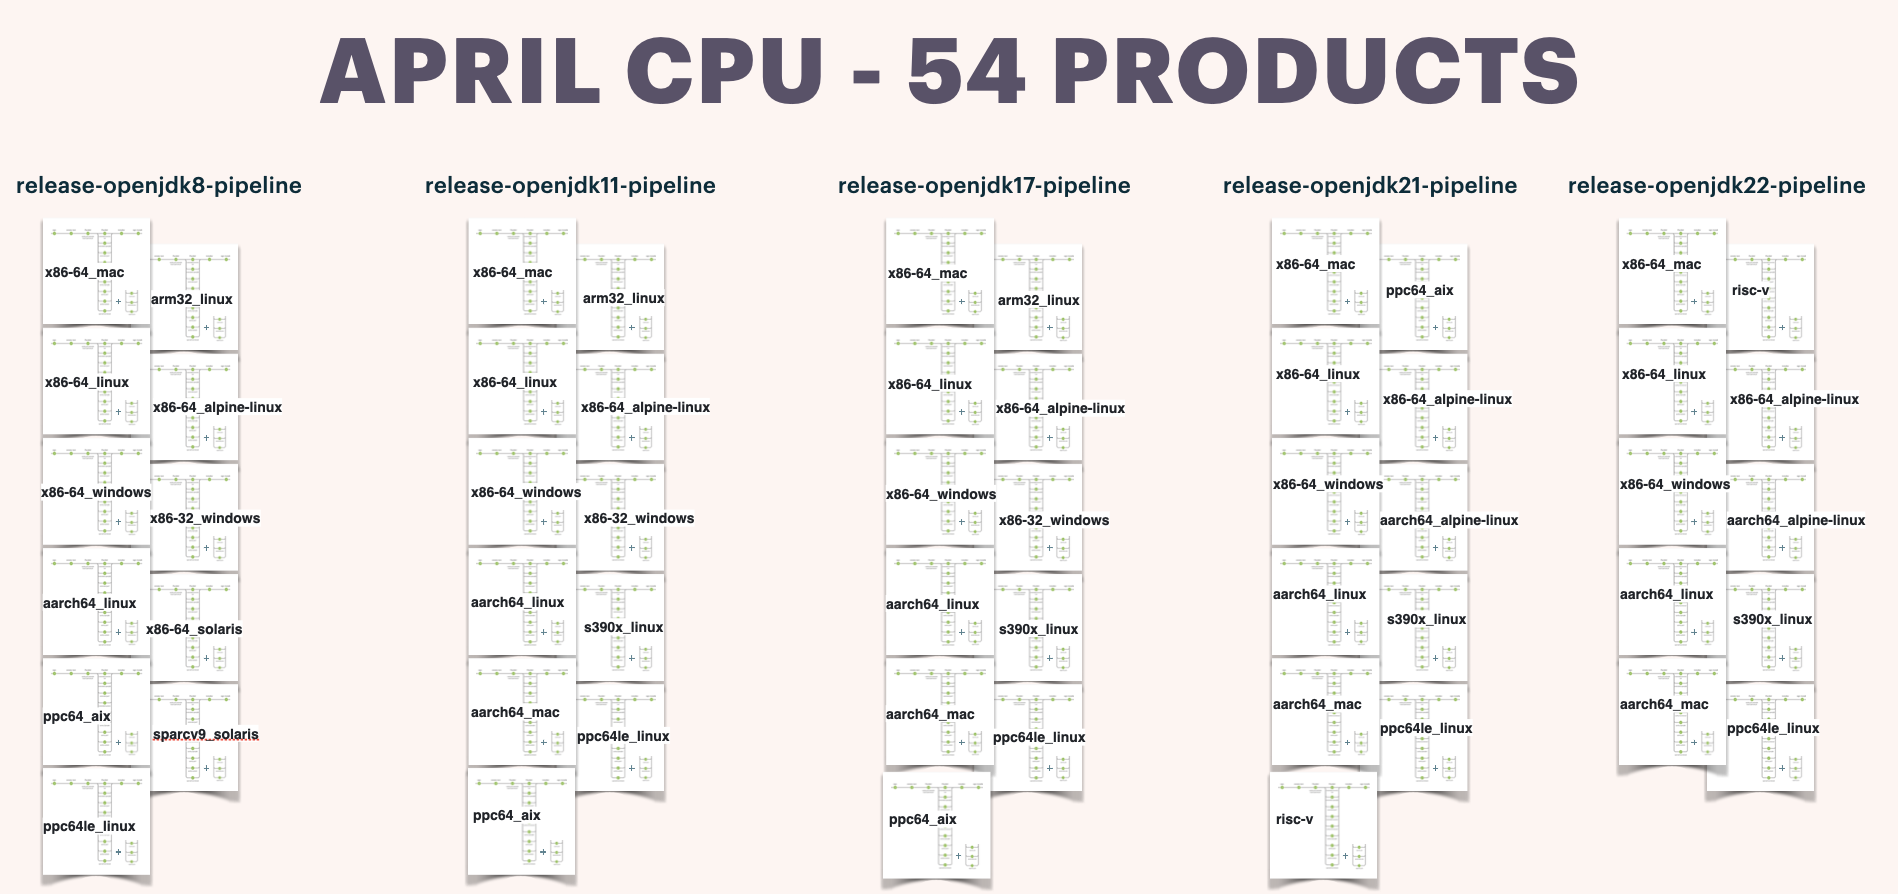 APRIL CPU - 54 PRODUCTS
release-openjdk8-pipeline
x86-64_mac
arm32_linux
x86-64_linux
x86-64_alpine-linux
x86-64_windows
x86-32_windows
aarch64_linux
x86-64_solaris
ppc64_aix
sparcv9_solaris
ppc64le_linux
release-openjdk11-pipeline
x86-64_mac
arm32_linux
x86-64_linux
x86-64_alpine-linux
x86-64_windows
x86-32_windows
aarch64_linux
s390x_linux
aarch64_mac
ppc64le_linux
ppc64_aix
release-openjdk17-pipeline
x86-64_mac
arm32_linux
x86-64_linux
x86-64_alpine-linux
x86-64_windows
x86-32_windows
aarch64_linux
s390x_linux
aarch64_mac
ppc64le_linux
ppc64_aix
release-openjdk21-pipeline
x86-64_mac
ppc64_aix
x86-64_linux
x86-64_alpine-linux
x86-64_windows
aarch64_alpine-linux
aarch64_linux
s390x_linux
aarch64_mac
ppc64le_linux
risc-v
release-openjdk22-pipeline
x86-64_mac
risc-v
x86-64_linux
x86-64_alpine-linux
x86-64_windows
aarch64_alpine-linux
aarch64_linux
s390x_linux
aarch64_mac
ppc64le_linux